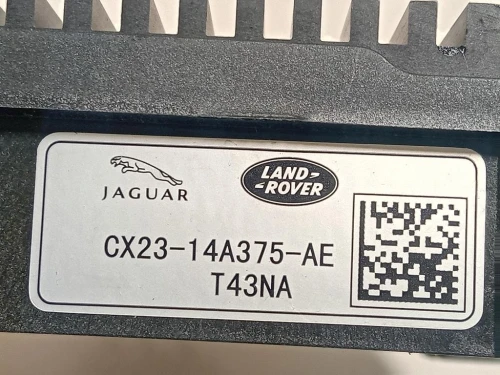 JAGUAR
LAND-
-ROVER
CX23-14A375-AE
T43NA